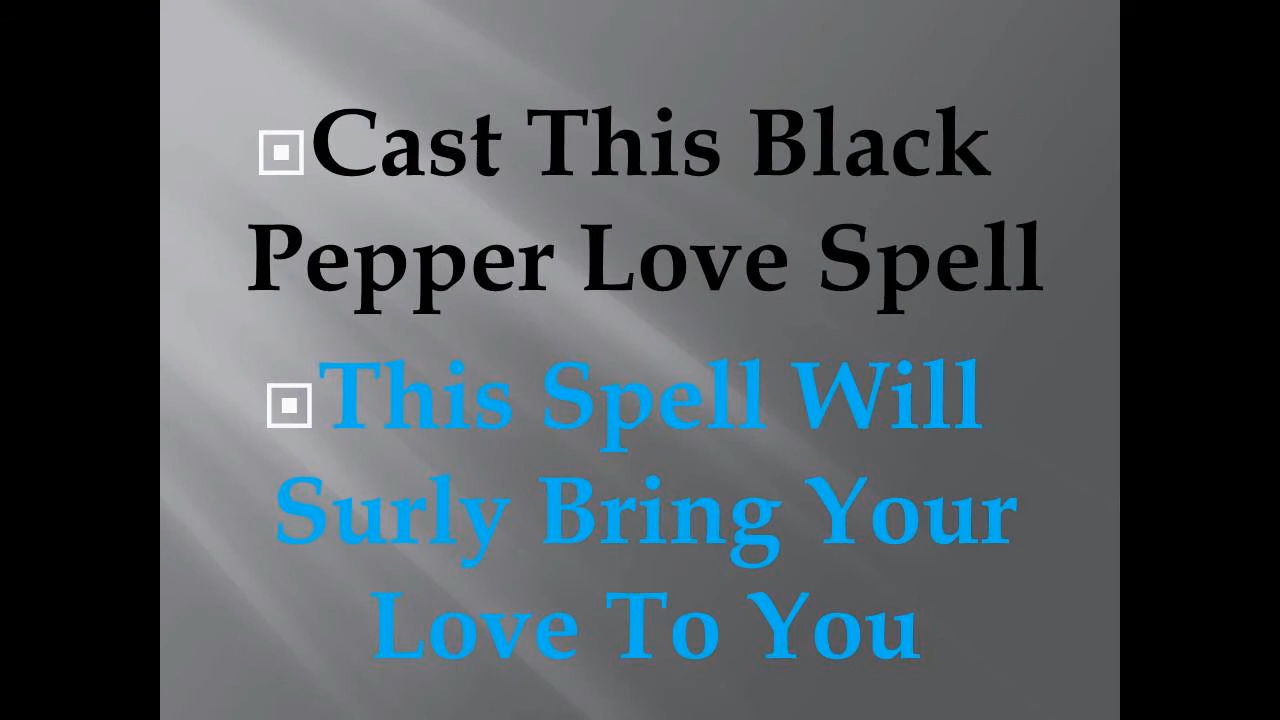 Cast This Black
Pepper Love Spell
This Spell Will
Surly Bring Your
Love To You